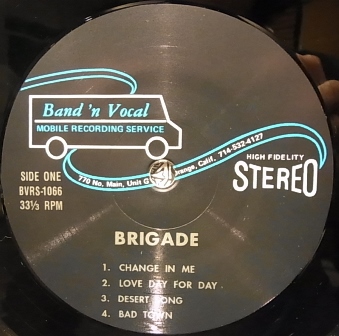 Band 'n Vocal
MOBILE RECORDING SERVICE
770 No. Main, Unit G Orange, Calif. 714-532-4127
SIDE ONE
BVRS-1066
33⅓ RPM
HIGH FIDELITY
STEREO
BRIGADE
1. CHANGE IN ME
2. LOVE DAY FOR DAY
3. DESERT SONG
4. BAD TOWN